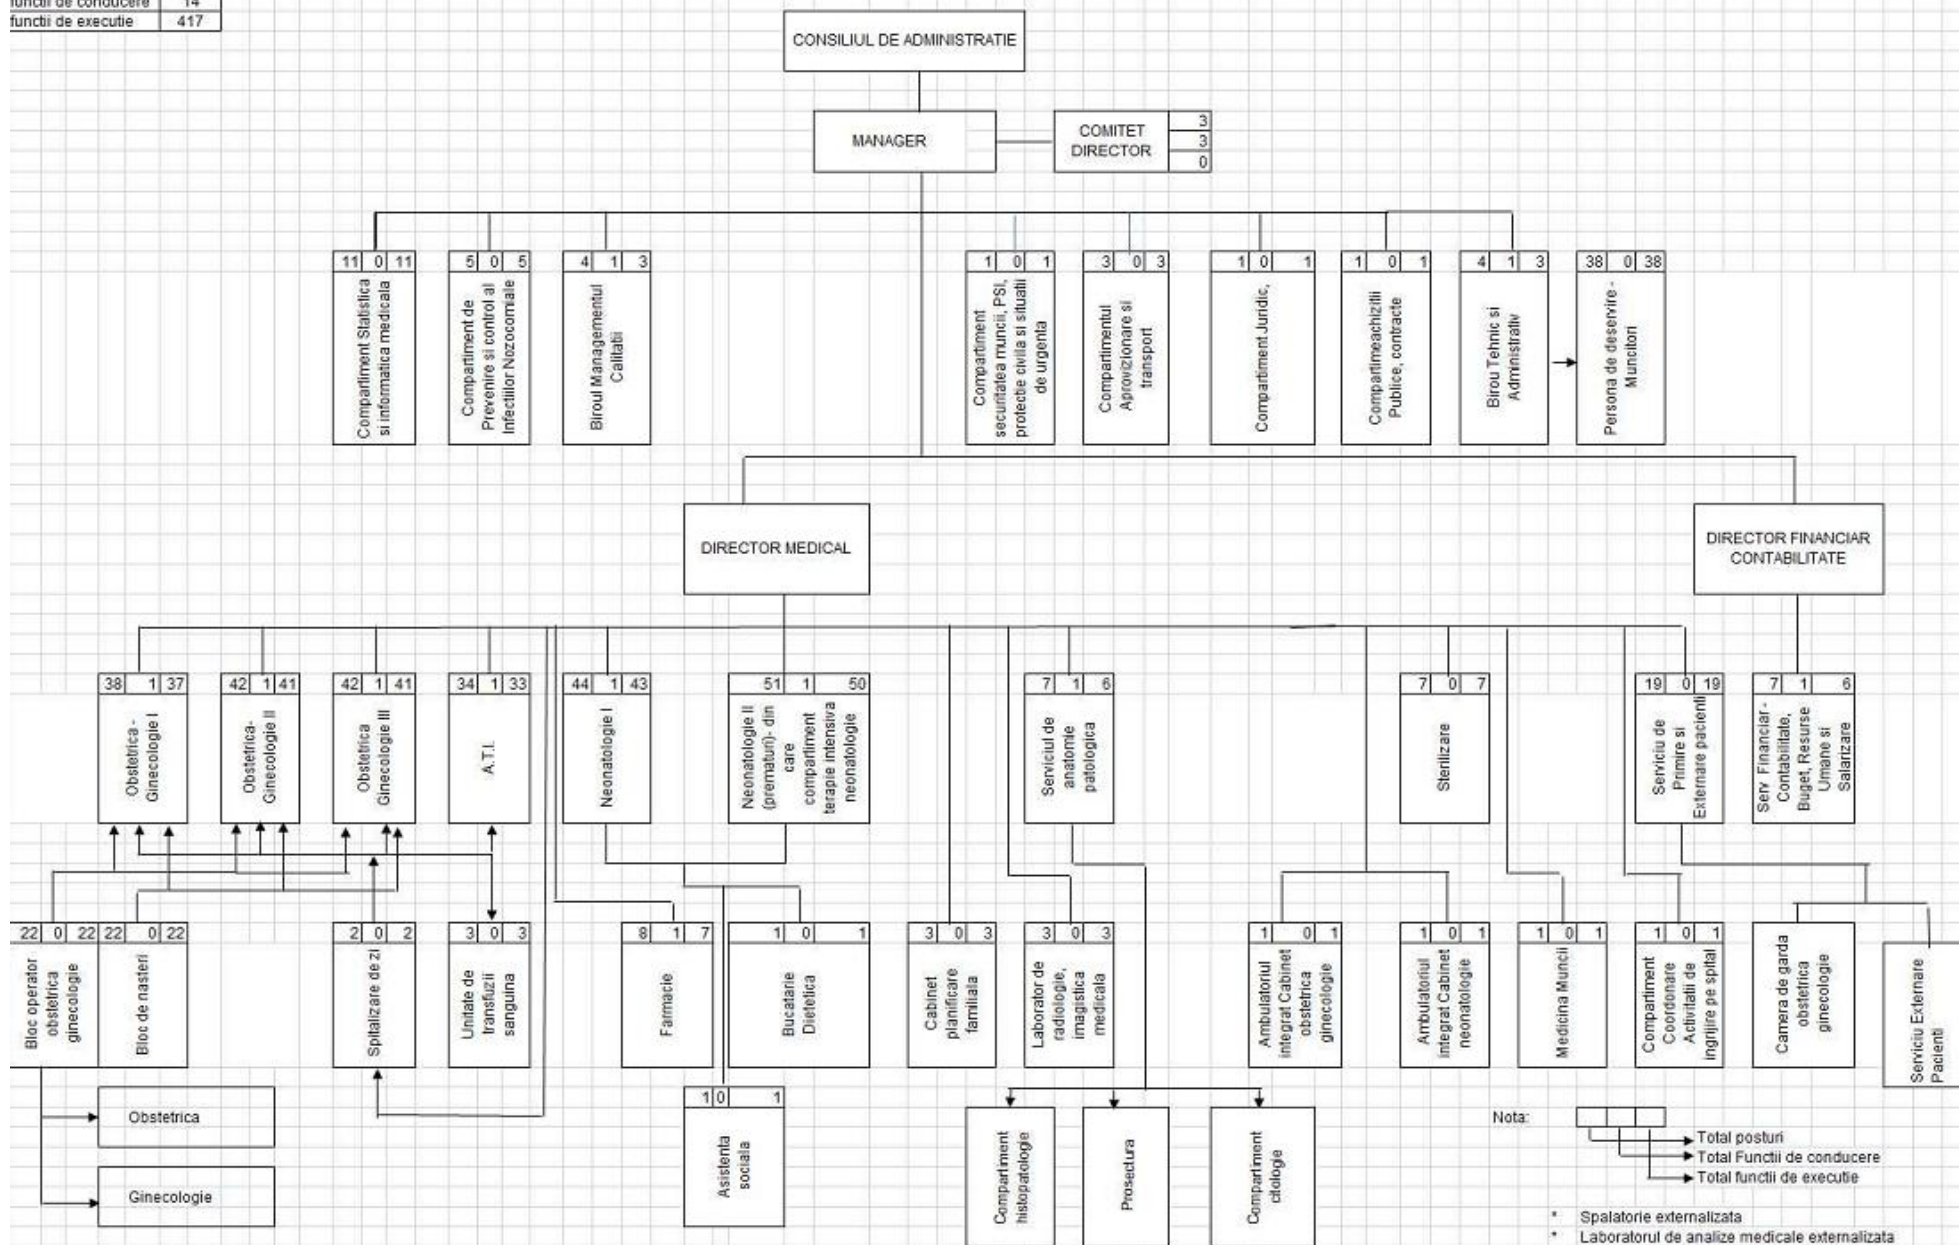 functii de conducere 14
functii de executie 417
CONSILIUL DE ADMINISTRATIE
MANAGER
COMITET
DIRECTOR
3
3
0
11 0 11
Compartiment Statistica
si informatica medicala
5 0 5
Compartiment de
Prevenire si control al
Infectiilor Nozocomiale
4 1 3
Biroul Managementul
Calitatii
1 0 1
Compartiment
securitatea muncii, PSI,
protectie civila si situatii
de urgenta
3 0 3
Compartimentul
Aprovizionare si
transport
1 0 1
Compartiment Juridic,
1 0 1
Compartimeachizitii
Publice, contracte
4 1 3
Birou Tehnic si
Administrativ
38 0 38
Persona de deservire -
Muncitori
DIRECTOR MEDICAL
DIRECTOR FINANCIAR
CONTABILITATE
38 1 37
Obstetrica -
Ginecologie I
42 1 41
Obstetrica-
Ginecologie II
42 1 41
Obstetrica
Ginecologie III
34 1 33
A.T.I.
44 1 43
Neonatologie I
51 1 50
Neonatologie II
(prematuri)- din
care
compartiment
terapie intensiva
neonatologie
7 1 6
Serviciul de
anatomie
patologica
7 0 7
Sterilizare
19 0 19
Serviciu de
Primire si
Externare pacienti
7 1 6
Serv Financiar -
Contabilitate,
Buget, Resurse
Umane si
Salarizare
22 0 22
Bloc operator
obstetrica
ginecologie
22 0 22
Bloc de nasteri
2 0 2
Spitalizare de zi
3 0 3
Unitate de
transfuzii
sanguina
8 1 7
Farmacie
1 0 1
Bucatarie
Dietetica
3 0 3
Cabinet
planificare
familiala
3 0 3
Laborator de
radiologie,
imagistica
medicala
1 0 1
Ambulatoriul
integrat Cabinet
obstetrica
ginecologie
1 0 1
Ambulatoriul
integrat Cabinet
neonatologie
1 0 1
Medicina Muncii
1 0 1
Compartiment
Coordonare
Activitatii de
ingrijire pe spital
Camera de garda
obstetrica
ginecologie
Serviciu Externare
Pacienti
Obstetrica
Ginecologie
1 0 1
Asistenta
sociala
Compartiment
histopatologie
Prosectura
Compartiment
citologie
Nota:
Total posturi
Total Functii de conducere
Total functii de executie
* Spalatorie externalizata
* Laboratorul de analize medicale externalizata